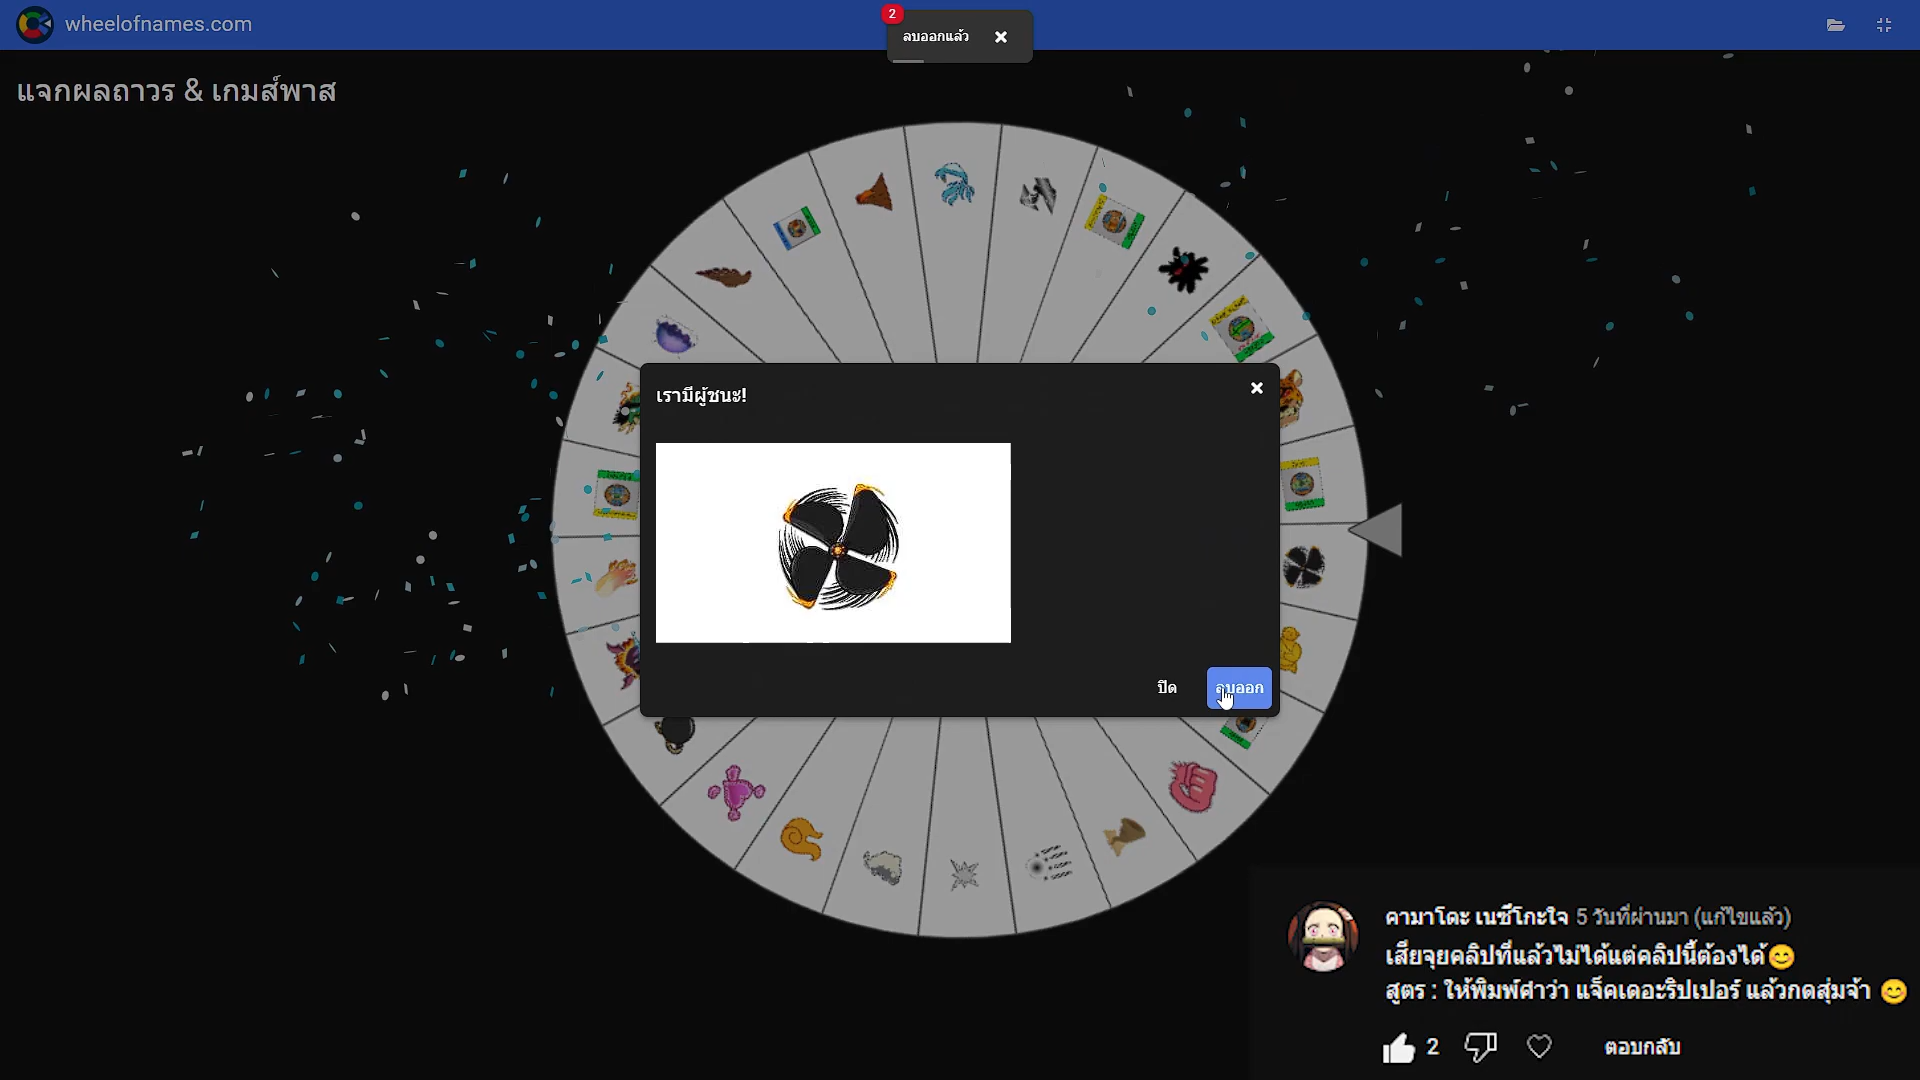 wheelofnames.com
2
ลบออกแล้ว
แจกผลถาวร & เกมส์พาส
เรามีผู้ชนะ!
ปิด
ลบออก
คามาโดะ เนซึโกะใจ 5 วันที่ผ่านมา (แก้ไขแล้ว)
เสียจุยคลิปที่แล้วไม่ได้แต่คลิปนี้ต้องได้😊
สูตร : ให้พิมพ์คำว่า แจ็คเดอะริปเปอร์ แล้วกดสุ่มจ้า 😊
2
ตอบกลับ